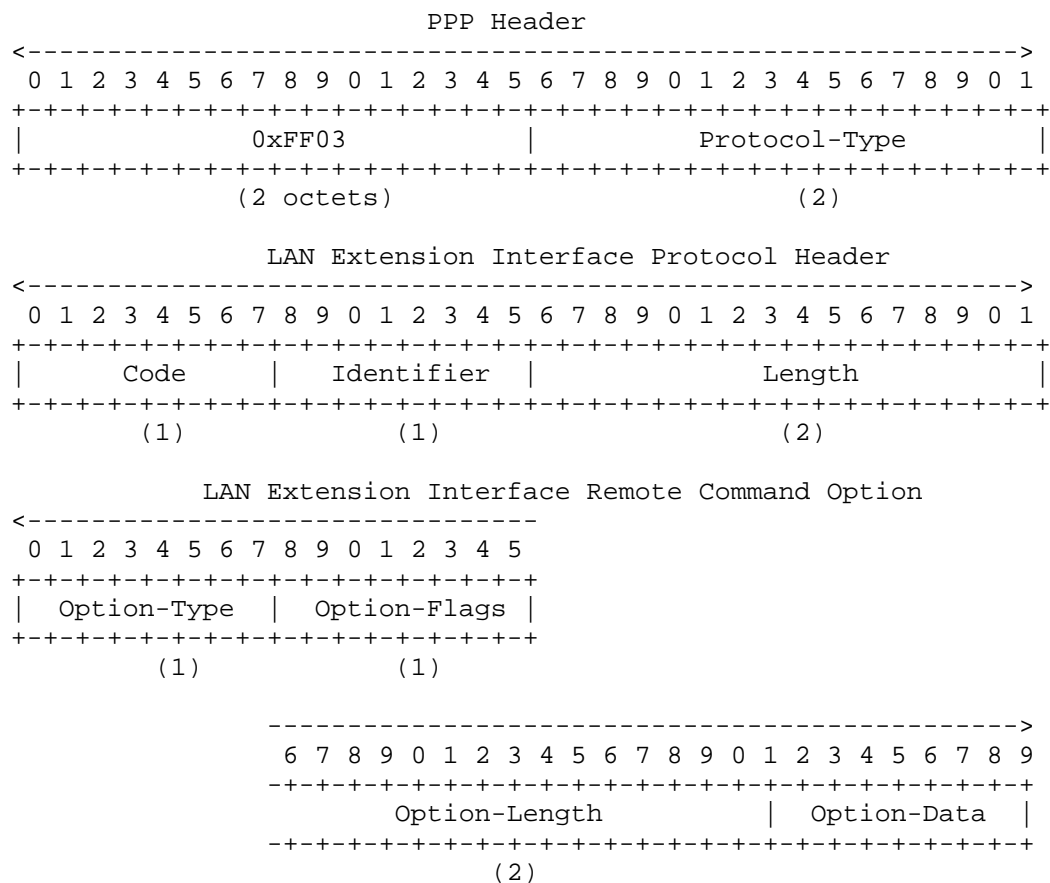 PPP Header
<-------------------------------------------------------------->
 0 1 2 3 4 5 6 7 8 9 0 1 2 3 4 5 6 7 8 9 0 1 2 3 4 5 6 7 8 9 0 1
+-+-+-+-+-+-+-+-+-+-+-+-+-+-+-+-+-+-+-+-+-+-+-+-+-+-+-+-+-+-+-+-+
|              0xFF03           |          Protocol-Type        |
+-+-+-+-+-+-+-+-+-+-+-+-+-+-+-+-+-+-+-+-+-+-+-+-+-+-+-+-+-+-+-+-+
              (2 octets)                         (2)
                LAN Extension Interface Protocol Header
<-------------------------------------------------------------->
 0 1 2 3 4 5 6 7 8 9 0 1 2 3 4 5 6 7 8 9 0 1 2 3 4 5 6 7 8 9 0 1
+-+-+-+-+-+-+-+-+-+-+-+-+-+-+-+-+-+-+-+-+-+-+-+-+-+-+-+-+-+-+-+-+
|      Code     |   Identifier  |              Length           |
+-+-+-+-+-+-+-+-+-+-+-+-+-+-+-+-+-+-+-+-+-+-+-+-+-+-+-+-+-+-+-+-+
        (1)             (1)                     (2)
            LAN Extension Interface Remote Command Option
<--------------------------------
 0 1 2 3 4 5 6 7 8 9 0 1 2 3 4 5
+-+-+-+-+-+-+-+-+-+-+-+-+-+-+-+-+
|  Option-Type  |  Option-Flags |
+-+-+-+-+-+-+-+-+-+-+-+-+-+-+-+-+
         (1)            (1)
                ----------------------------------------------->
                 6 7 8 9 0 1 2 3 4 5 6 7 8 9 0 1 2 3 4 5 6 7 8 9
                -+-+-+-+-+-+-+-+-+-+-+-+-+-+-+-+-+-+-+-+-+-+-+-+
                        Option-Length          |  Option-Data  |
                -+-+-+-+-+-+-+-+-+-+-+-+-+-+-+-+-+-+-+-+-+-+-+-+
                              (2)